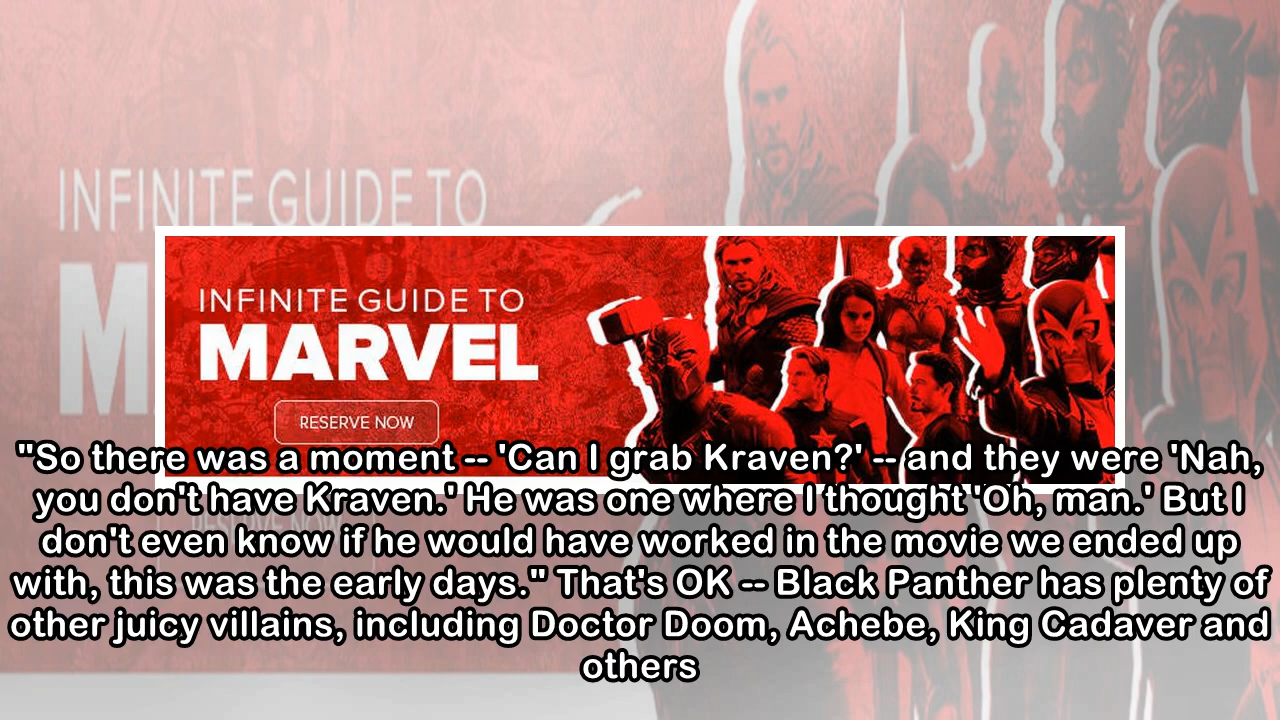 INFINITE GUIDE TO
M
INFINITE GUIDE TO
MARVEL
RESERVE NOW
"So there was a moment -- 'Can I grab Kraven?' -- and they were 'Nah,
you don't have Kraven.' He was one where I thought 'Oh, man.' But I
don't even know if he would have worked in the movie we ended up
with, this was the early days." That's OK -- Black Panther has plenty of
other juicy villains, including Doctor Doom, Achebe, King Cadaver and
others